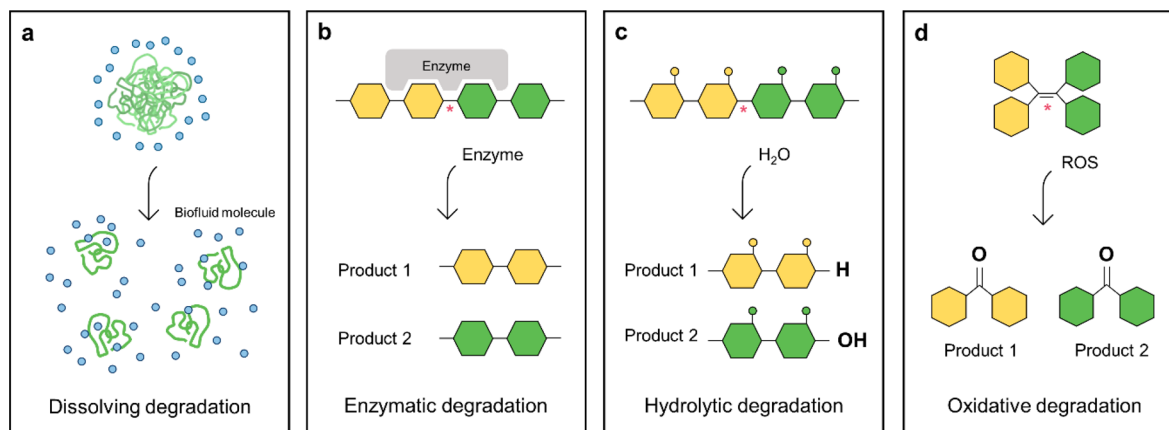 a
Biofluid molecule
Dissolving degradation
b
Enzyme
*
Enzyme
Product 1
Product 2
Enzymatic degradation
c
*
H₂O
Product 1
H
Product 2
OH
Hydrolytic degradation
d
*
ROS
O O
Product 1 Product 2
Oxidative degradation